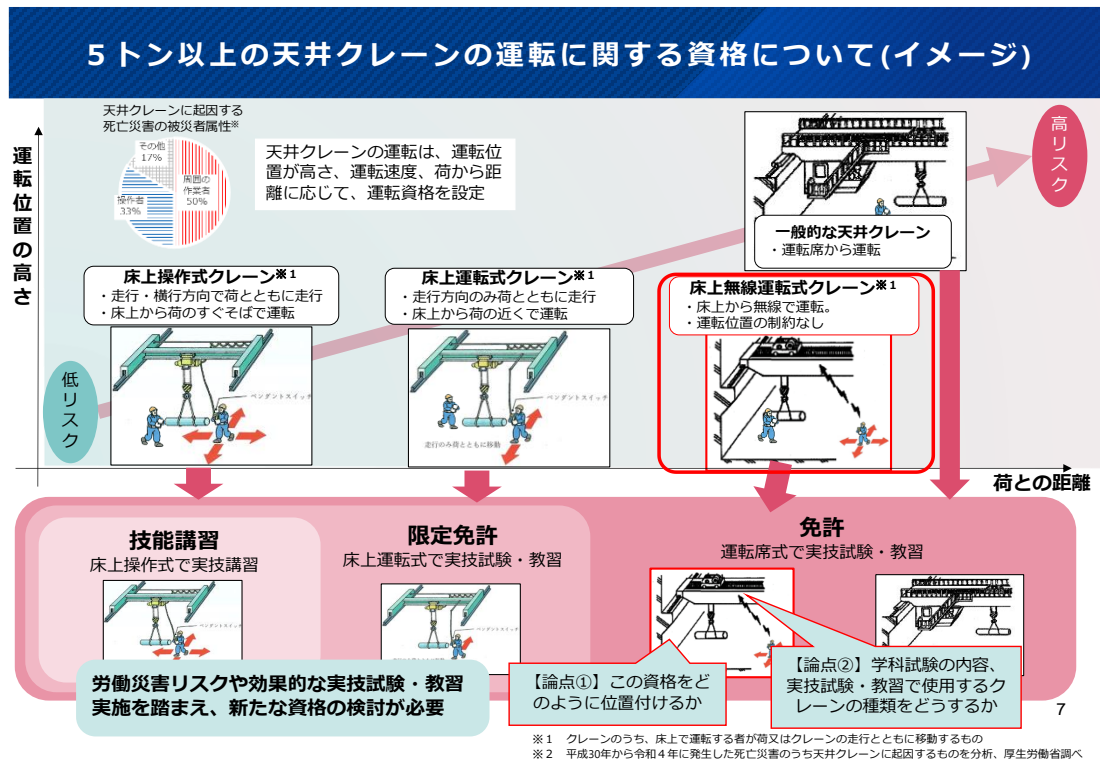 ５トン以上の天井クレーンの運転に関する資格について(イメージ)
天井クレーンに起因する
死亡災害の被災者属性※
その他
17%
周囲の
作業者
50%
操作者
33%
天井クレーンの運転は、運転位
置が高さ、運転速度、荷から距
離に応じて、運転資格を設定
運転位置の高さ
高リスク
一般的な天井クレーン
・運転席から運転
床上操作式クレーン※1
・走行・横行方向で荷とともに走行
・床上から荷のすぐそばで運転
床上運転式クレーン※1
・走行方向のみ荷とともに走行
・床上から荷の近くで運転
床上無線運転式クレーン※1
・床上から無線で運転。
・運転位置の制約なし
低リスク
ペンダントスイッチ
ペンダントスイッチ
走行のみ荷とともに移動
荷との距離
技能講習
床上操作式で実技講習
限定免許
床上運転式で実技試験・教習
免許
運転席式で実技試験・教習
ペンダントスイッチ
ペンダントスイッチ
労働災害リスクや効果的な実技試験・教習
実施を踏まえ、新たな資格の検討が必要
【論点①】この資格をど
のように位置付けるか
【論点②】学科試験の内容、
実技試験・教習で使用するク
レーンの種類をどうするか
7
※１　クレーンのうち、床上で運転する者が荷又はクレーンの走行とともに移動するもの
※２　平成30年から令和４年に発生した死亡災害のうち天井クレーンに起因するものを分析、厚生労働省調べ